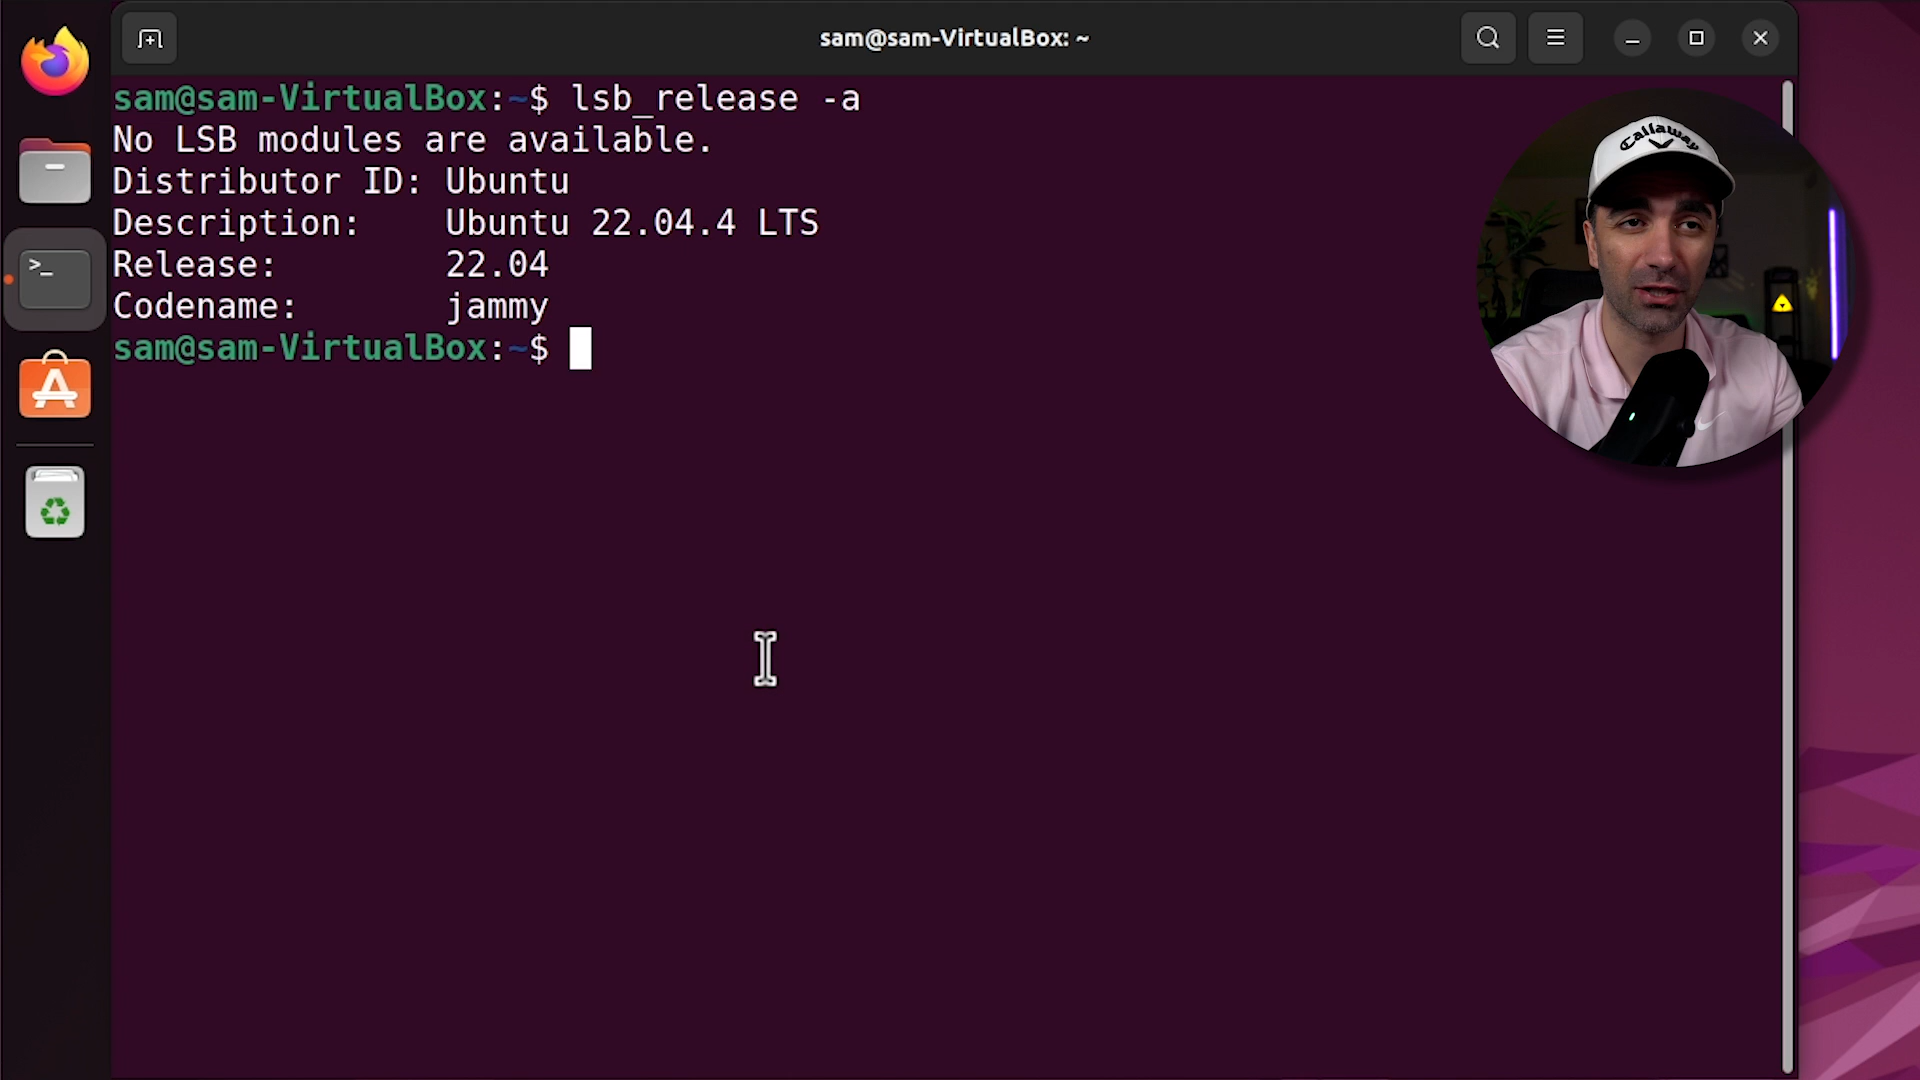 sam@sam-VirtualBox: ~
sam@sam-VirtualBox:~$ lsb_release -a
No LSB modules are available.
Distributor ID: Ubuntu
Description:    Ubuntu 22.04.4 LTS
Release:        22.04
Codename:       jammy
sam@sam-VirtualBox:~$
Callaway